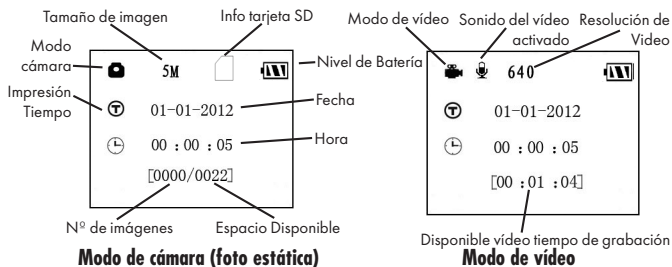 Tamaño de imagen
Info tarjeta SD
Modo cámara
5M
Nivel de Batería
Impresión Tiempo
T
01-01-2012
Fecha
00 : 00 : 05
Hora
[0000/0022]
Nº de imágenes
Espacio Disponible
Modo de cámara (foto estática)
Modo de vídeo
Sonido del vídeo activado
Resolución de Video
640
T
01-01-2012
00 : 00 : 05
[00 :01 :04]
Disponible vídeo tiempo de grabación
Modo de vídeo